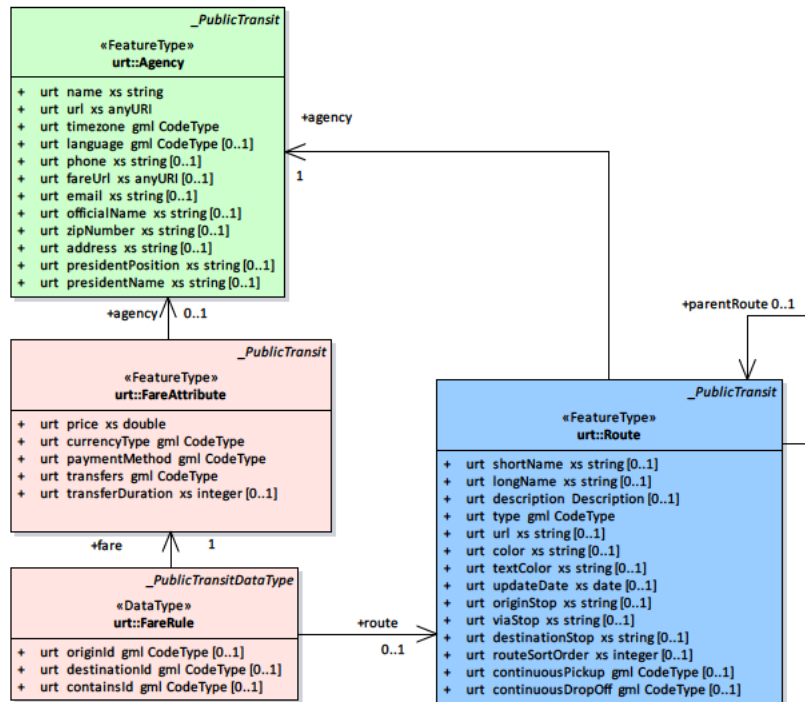 _PublicTransit
«FeatureType»
urt::Agency
+ urt name xs string
+ urt url xs anyURI
+ urt timezone gml CodeType
+ urt language gml CodeType [0..1]
+ urt phone xs string [0..1]
+ urt fareUrl xs anyURI [0..1]
+ urt email xs string [0..1]
+ urt officialName xs string [0..1]
+ urt zipNumber xs string [0..1]
+ urt address xs string [0..1]
+ urt presidentPosition xs string [0..1]
+ urt presidentName xs string [0..1]
+agency
1
+agency 0..1
+parentRoute 0..1
_PublicTransit
«FeatureType»
urt::FareAttribute
+ urt price xs double
+ urt currencyType gml CodeType
+ urt paymentMethod gml CodeType
+ urt transfers gml CodeType
+ urt transferDuration xs integer [0..1]
+fare 1
_PublicTransitDataType
«DataType»
urt::FareRule
+ urt originId gml CodeType [0..1]
+ urt destinationId gml CodeType [0..1]
+ urt containsId gml CodeType [0..1]
+route
0..1
_PublicTransit
«FeatureType»
urt::Route
+ urt shortName xs string [0..1]
+ urt longName xs string [0..1]
+ urt description Description [0..1]
+ urt type gml CodeType
+ urt url xs string [0..1]
+ urt color xs string [0..1]
+ urt textColor xs string [0..1]
+ urt updateDate xs date [0..1]
+ urt originStop xs string [0..1]
+ urt viaStop xs string [0..1]
+ urt destinationStop xs string [0..1]
+ urt routeSortOrder xs integer [0..1]
+ urt continuousPickup gml CodeType [0..1]
+ urt continuousDropOff gml CodeType [0..1]